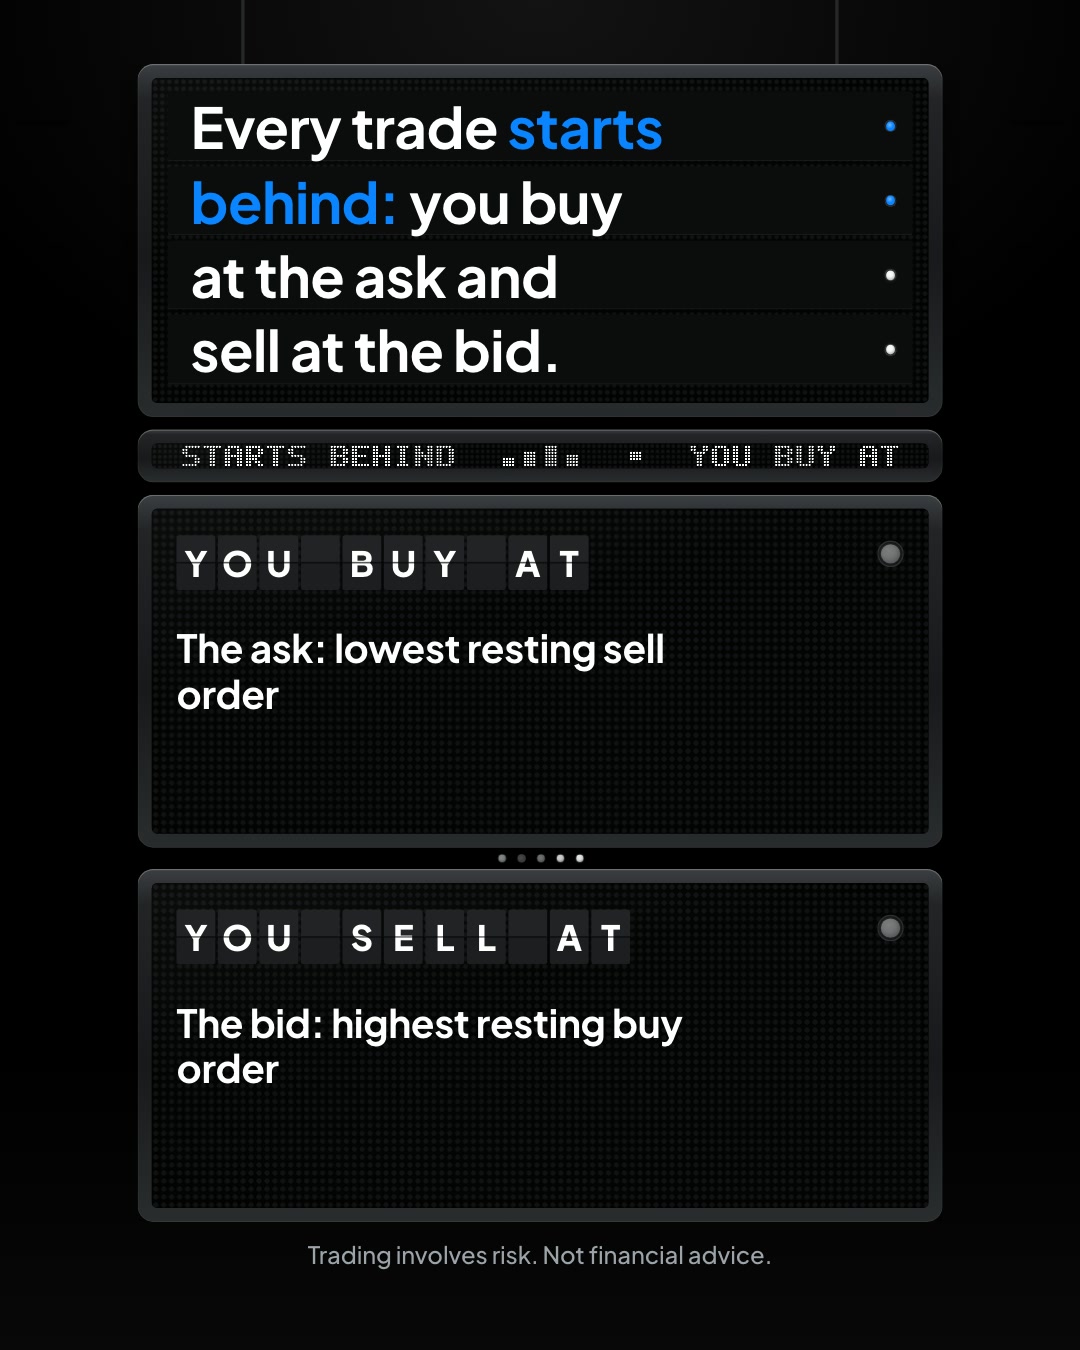 Every trade starts
behind: you buy
at the ask and
sell at the bid.
STARTS BEHIND YOU BUY AT
YOU BUY AT
The ask: lowest resting sell
order
YOU SELL AT
The bid: highest resting buy
order
Trading involves risk. Not financial advice.